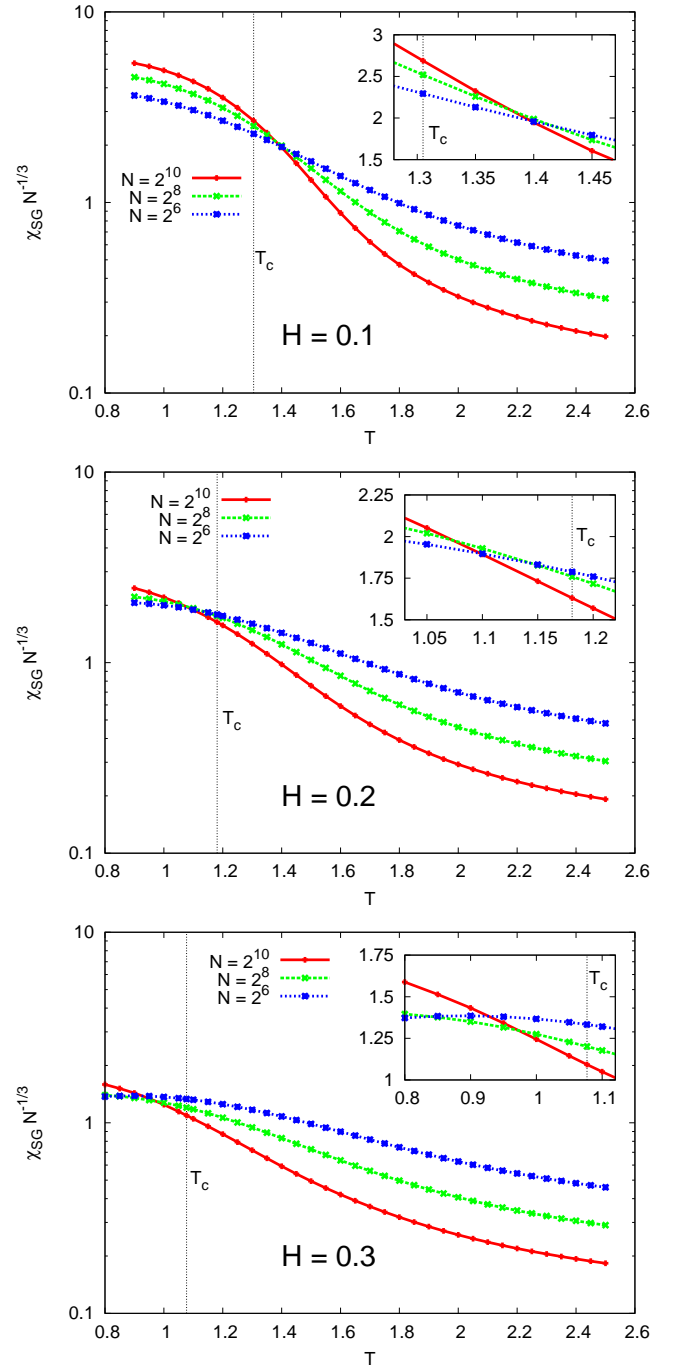 10
1
0.1
0.8 1 1.2 1.4 1.6 1.8 2 2.2 2.4 2.6
χSG N^-1/3
T
Tc
H = 0.1
N = 2^10
N = 2^8
N = 2^6
3
2.5
2
1.5
1.3 1.35 1.4 1.45
Tc
10
1
0.1
0.8 1 1.2 1.4 1.6 1.8 2 2.2 2.4 2.6
χSG N^-1/3
T
Tc
H = 0.2
N = 2^10
N = 2^8
N = 2^6
2.25
2
1.75
1.5
1.05 1.1 1.15 1.2
Tc
10
1
0.1
0.8 1 1.2 1.4 1.6 1.8 2 2.2 2.4 2.6
χSG N^-1/3
T
Tc
H = 0.3
N = 2^10
N = 2^8
N = 2^6
1.75
1.5
1.25
1
0.8 0.9 1 1.1
Tc